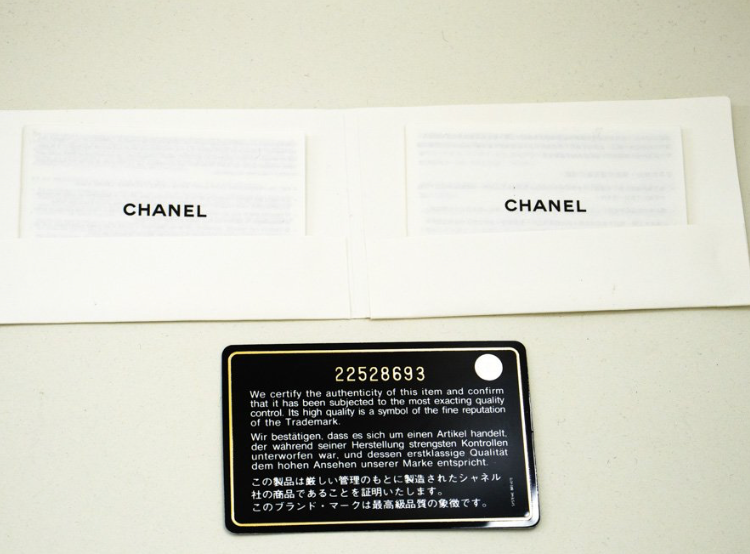 CHANEL
CHANEL
22528693
We certify the authenticity of this item and confirm
that it has been subjected to the most exacting quality
control. Its high quality is a symbol of the fine reputation
of the Trademark.
Wir bestätigen, dass es sich um einen Artikel handelt,
der während seiner Herstellung strengsten Kontrollen
unterworfen war, und dessen erstklassige Qualität
dem hohen Ansehen unserer Marke entspricht.
この製品は厳しい管理のもとに製造されたシャネル
社の商品であることを証明いたします。
このブランド・マークは最高級品質の象徴です。